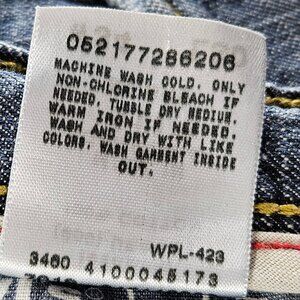 052177286206
MACHINE WASH COLD. ONLY
NON-CHLORINE BLEACH IF
NEEDED. TUMBLE DRY MEDIUM.
WARM IRON IF NEEDED.
WASH AND DRY WITH LIKE
COLORS. WASH GARMENT INSIDE
OUT.
WPL-423
3460 4100045173